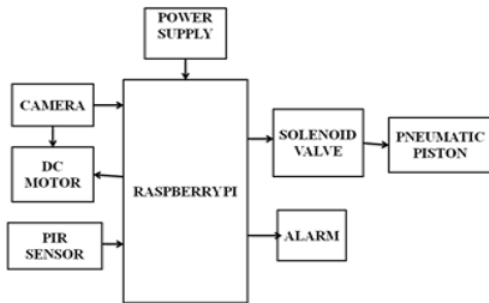 POWER
SUPPLY
CAMERA
DC
MOTOR
PIR
SENSOR
RASPBERRYPI
SOLENOID
VALVE
PNEUMATIC
PISTON
ALARM